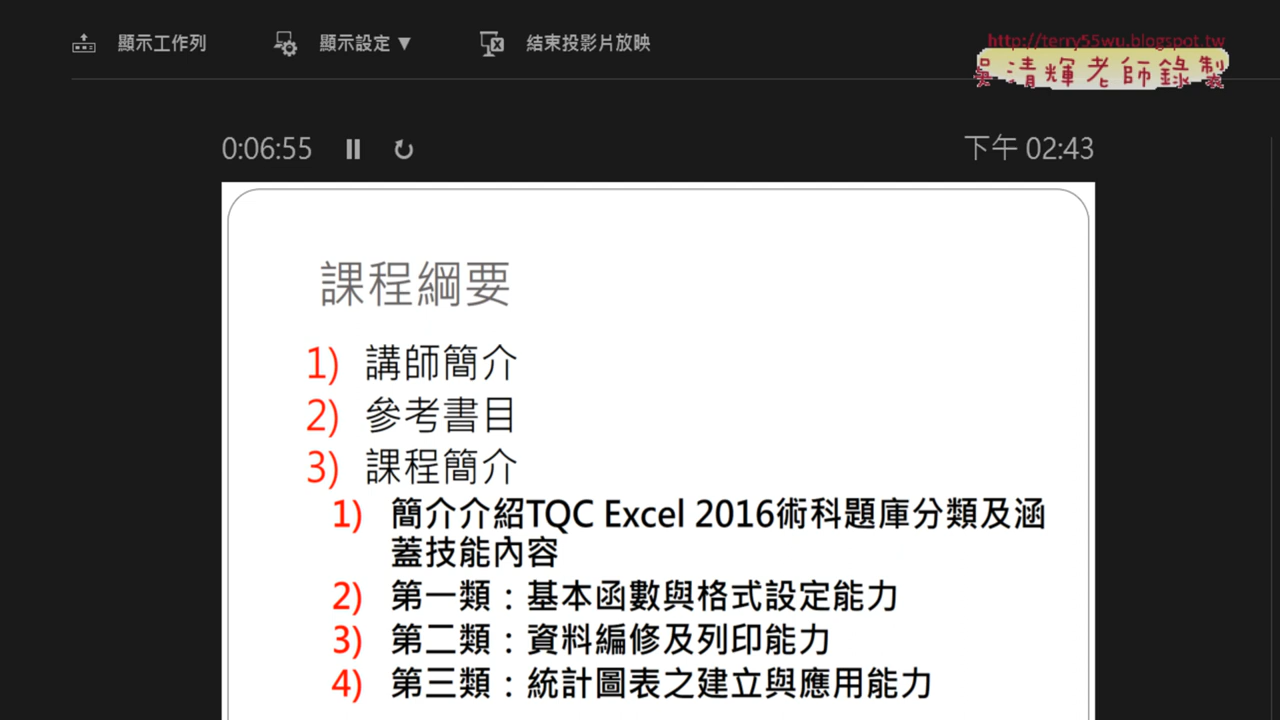 顯示工作列 顯示設定 ▼ 結束投影片放映
http://terry55wu.blogspot.tw
吳清輝老師錄製
0:06:55 下午 02:43
課程綱要
1) 講師簡介
2) 參考書目
3) 課程簡介
1) 簡介介紹TQC Excel 2016術科題庫分類及涵
蓋技能內容
2) 第一類：基本函數與格式設定能力
3) 第二類：資料編修及列印能力
4) 第三類：統計圖表之建立與應用能力